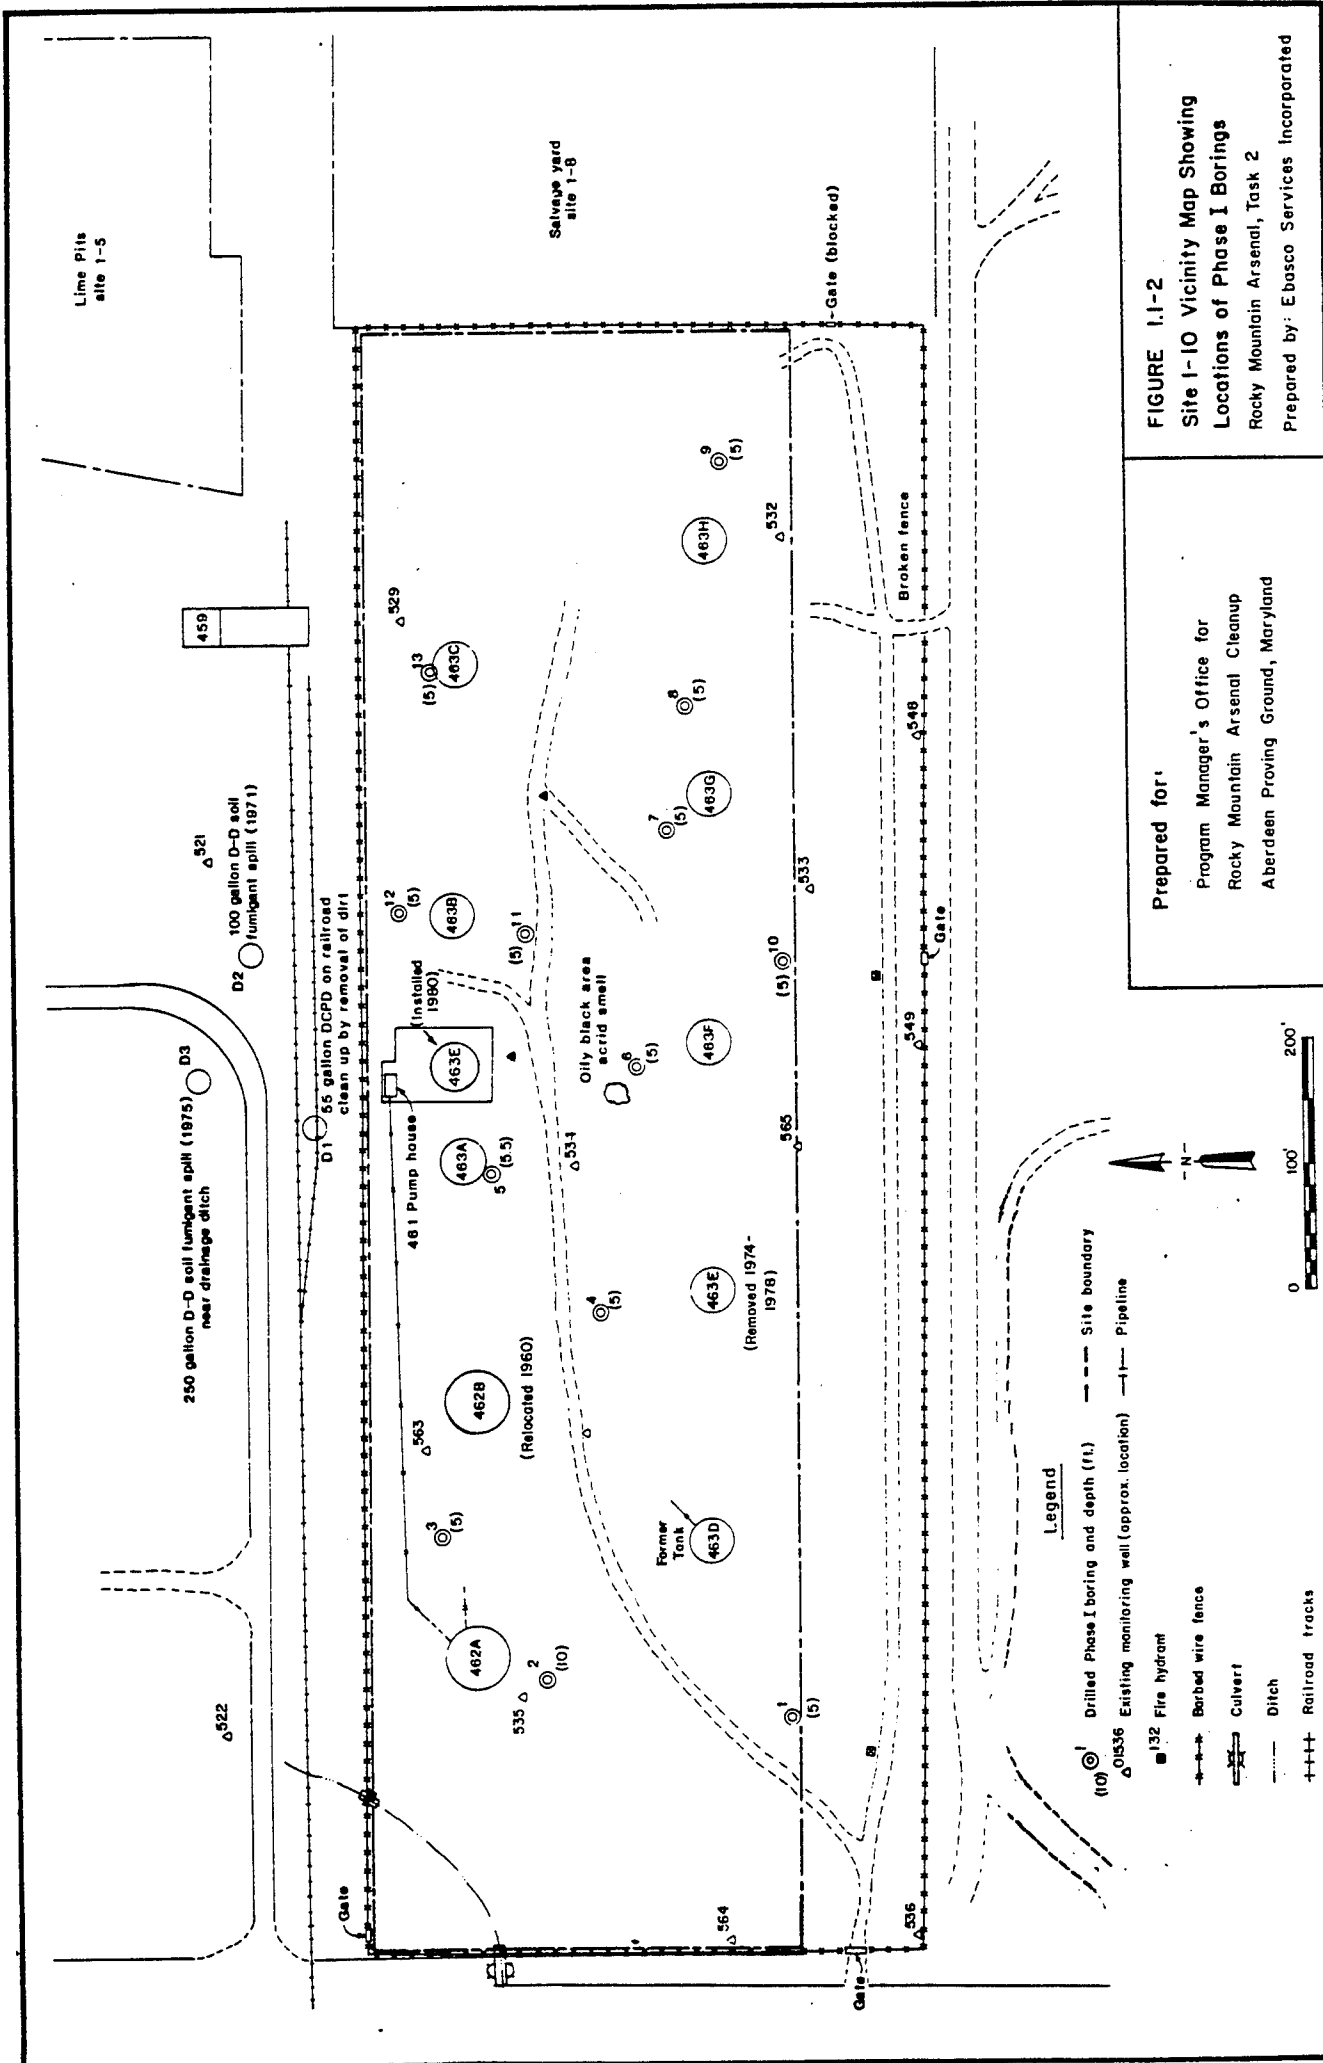 Lime Pits
site 1-5
Salvage yard
site 1-8
Gate (blocked)
459
521
100 gallon D-D soil
fumigant spill (1971)
D2
250 gallon D-D soil fumigant spill (1975)
near drainage ditch
D3
55 gallon DCPD on railroad
clean up by removal of dirt
D1
522
Gate
529
13
(5)
463C
12
(5)
463B
11
(5)
(Installed
1980)
463E
461 Pump house
463A
5
(5.5)
534
563
462B
(Relocated 1960)
3
(5)
462A
535
2
(10)
Oily black area
acrid smell
6
(5)
4
(5)
9
(5)
463H
532
8
(5)
463G
7
(5)
533
10
(5)
463F
565
463E
(Removed 1974-
1978)
Former
Tank
463D
1
(5)
564
Broken fence
548
Gate
549
536
Gate
Legend
(10)
1
Drilled Phase I boring and depth (ft.)
Site boundary
01536
Existing monitoring well (approx. location)
Pipeline
132
Fire hydrant
Barbed wire fence
Culvert
Ditch
Railroad tracks
-N-
0
100'
200'
Prepared for:
Program Manager's Office for
Rocky Mountain Arsenal Cleanup
Aberdeen Proving Ground, Maryland
FIGURE 1.1-2
Site 1-10 Vicinity Map Showing
Locations of Phase I Borings
Rocky Mountain Arsenal, Task 2
Prepared by: Ebasco Services Incorporated